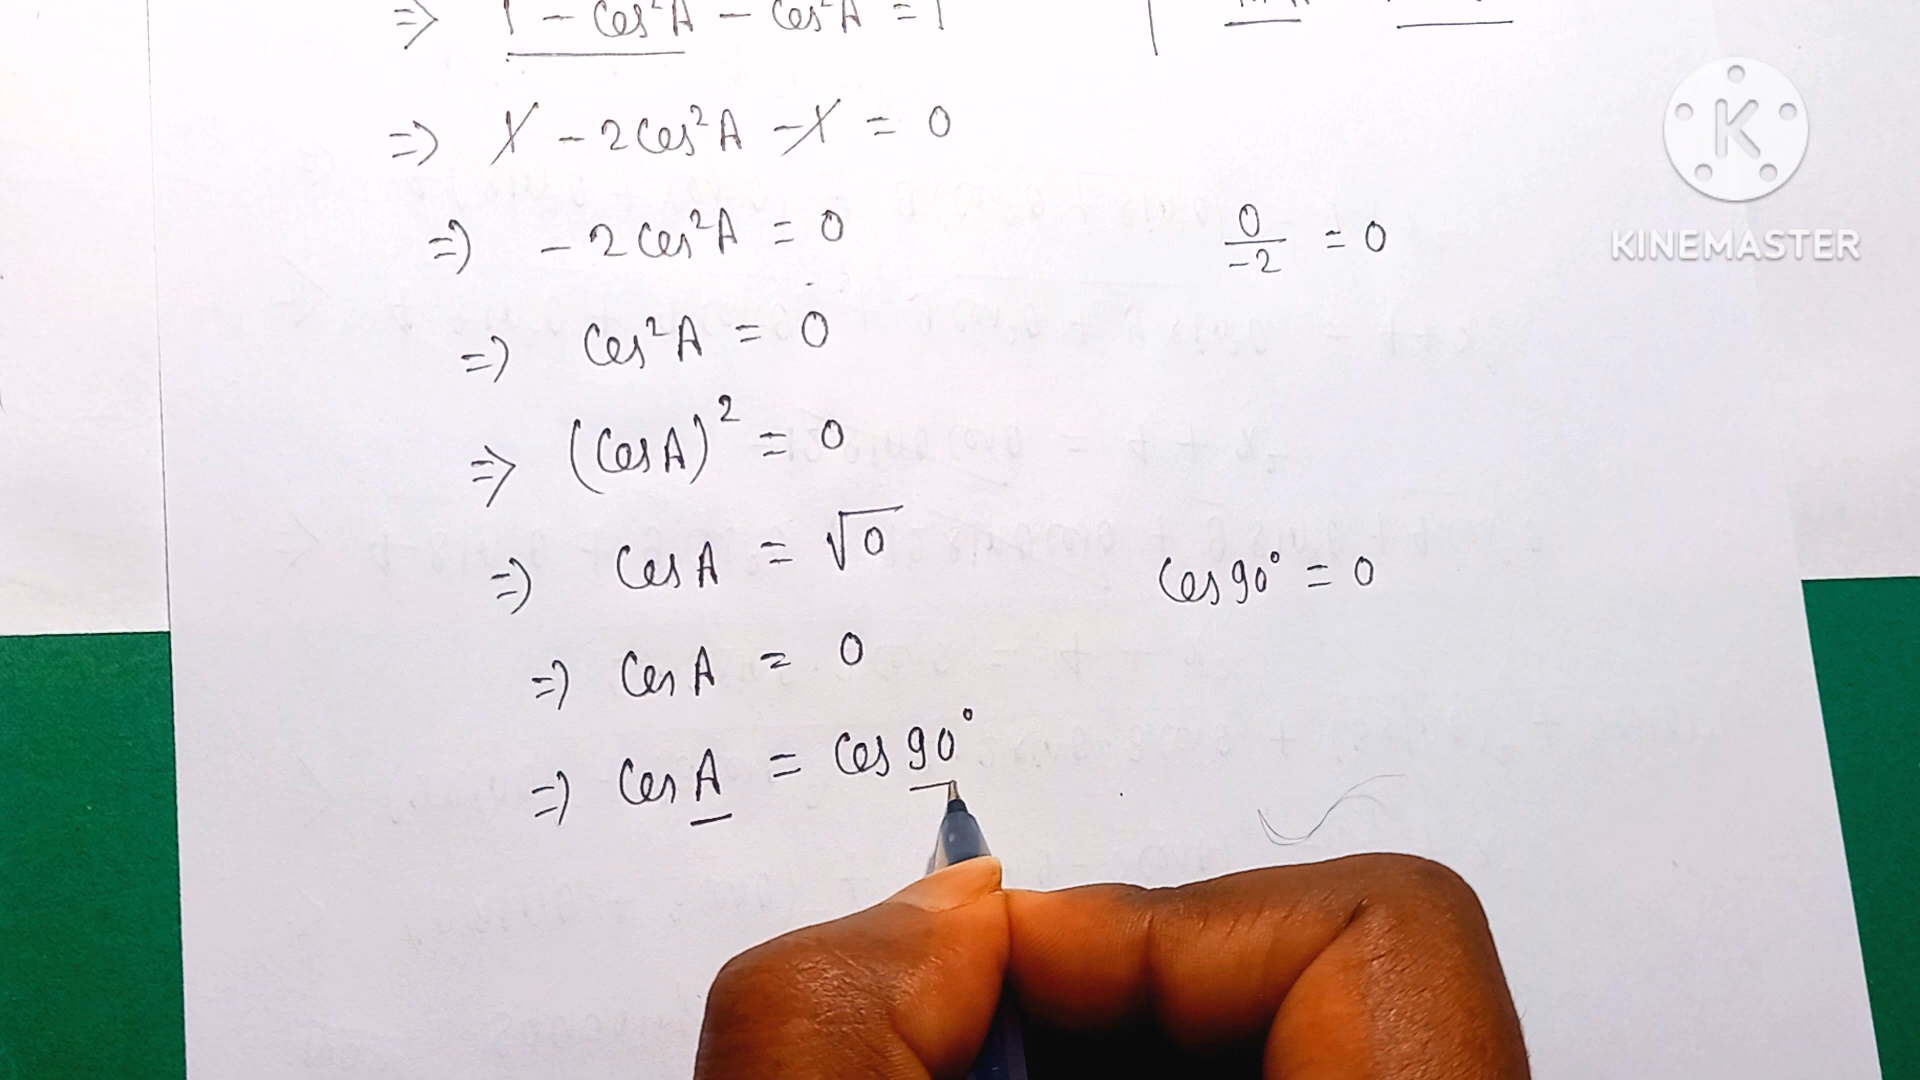 ⇒ 1 - Cos²A - Cos²A = 1
⇒ 1 - 2Cos²A - 1 = 0
⇒ - 2Cos²A = 0
0/-2 = 0
⇒ Cos²A = 0
⇒ (CosA)² = 0
⇒ CosA = √0
Cos90° = 0
⇒ CosA = 0
⇒ CosA = Cos90°
K
KINEMASTER